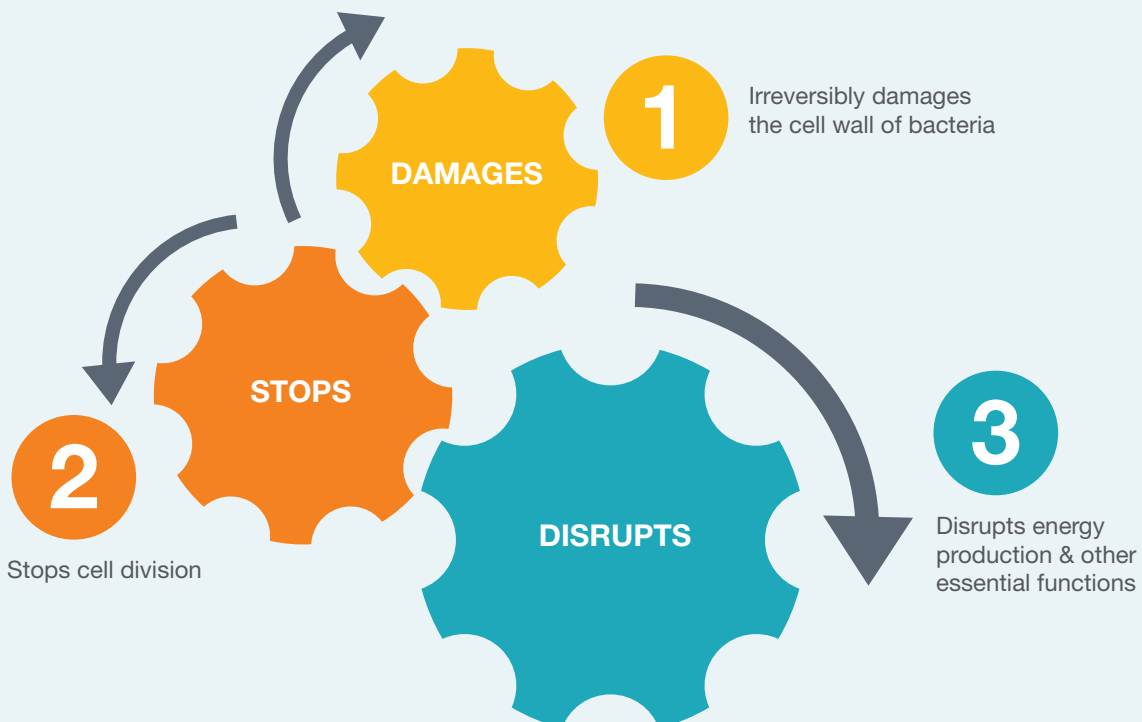 1
Irreversibly damages
the cell wall of bacteria
DAMAGES
STOPS
2
Stops cell division
DISRUPTS
3
Disrupts energy
production & other
essential functions